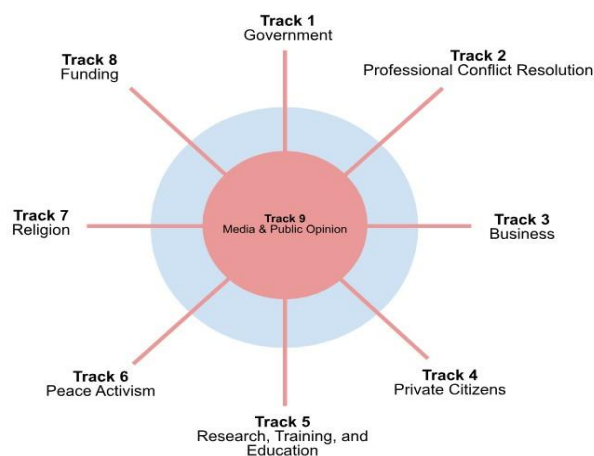 Track 1
Government
Track 2
Professional Conflict Resolution
Track 8
Funding
Track 7
Religion
Track 9
Media & Public Opinion
Track 3
Business
Track 6
Peace Activism
Track 4
Private Citizens
Track 5
Research, Training, and
Education